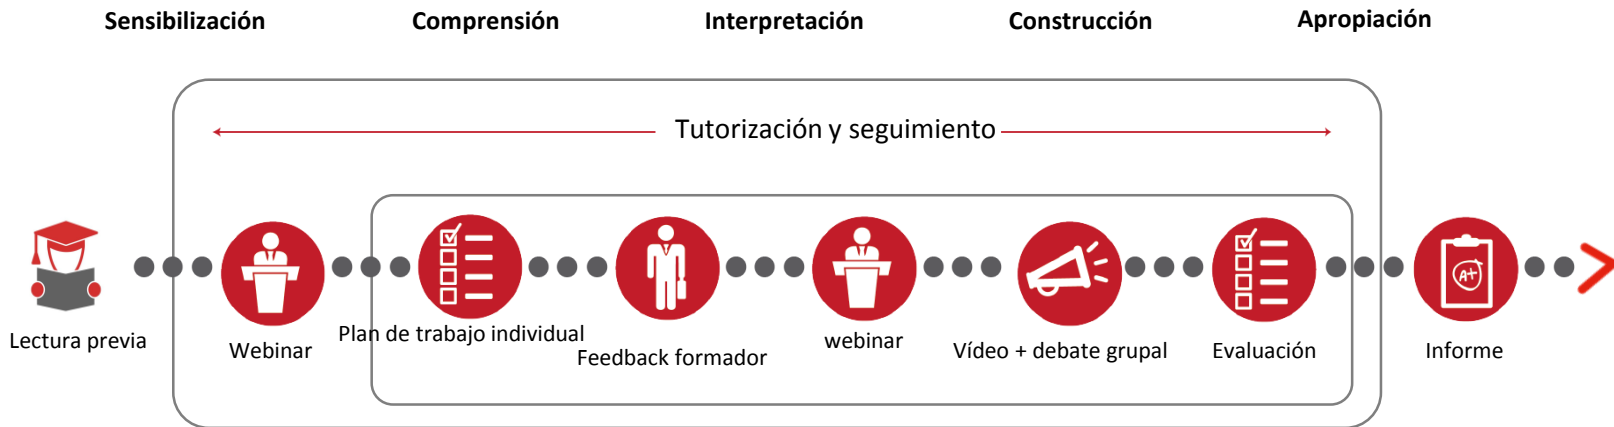 Sensibilización
Comprensión
Interpretación
Construcción
Apropiación
Tutorización y seguimiento
Lectura previa
Webinar
Plan de trabajo individual
Feedback formador
webinar
Vídeo + debate grupal
Evaluación
A+
Informe